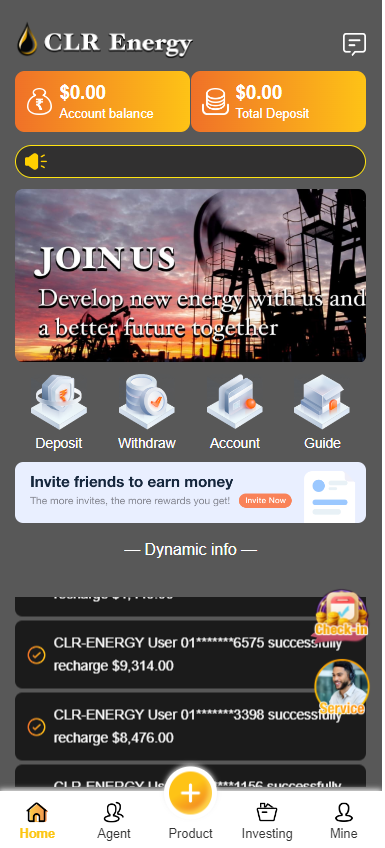 CLR Energy
$0.00
Account balance
$0.00
Total Deposit
JOIN US
Develop new energy with us and
a better future together
Deposit
Withdraw
Account
Guide
Invite friends to earn money
The more invites, the more rewards you get!
Invite Now
— Dynamic info —
Check-in
CLR-ENERGY User 01*******6575 successfully
recharge $9,314.00
Service
CLR-ENERGY User 01*******3398 successfully
recharge $8,476.00
Home
Agent
Product
Investing
Mine